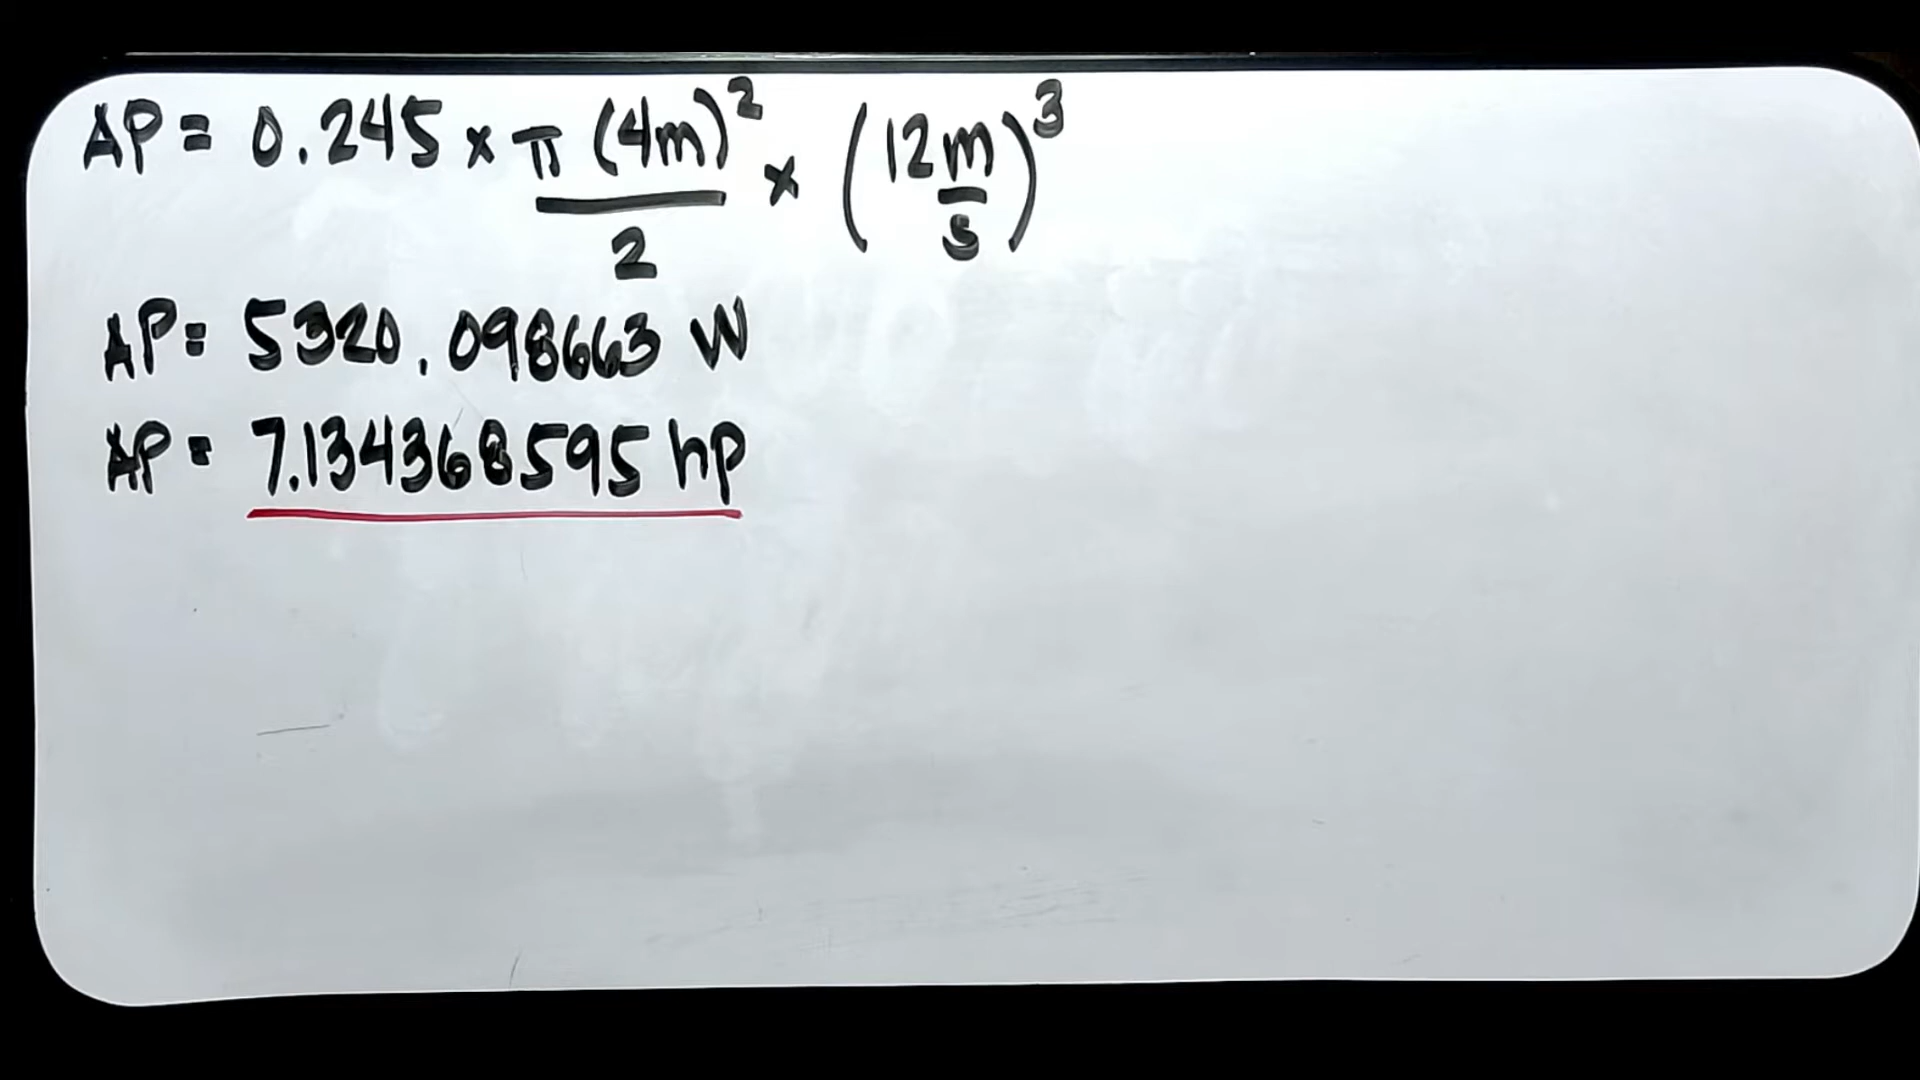 AP = 0.245 x π (4m)² / 2 x (12 m/s)³
AP = 5320.098663 W
AP = 7.134368595 hp